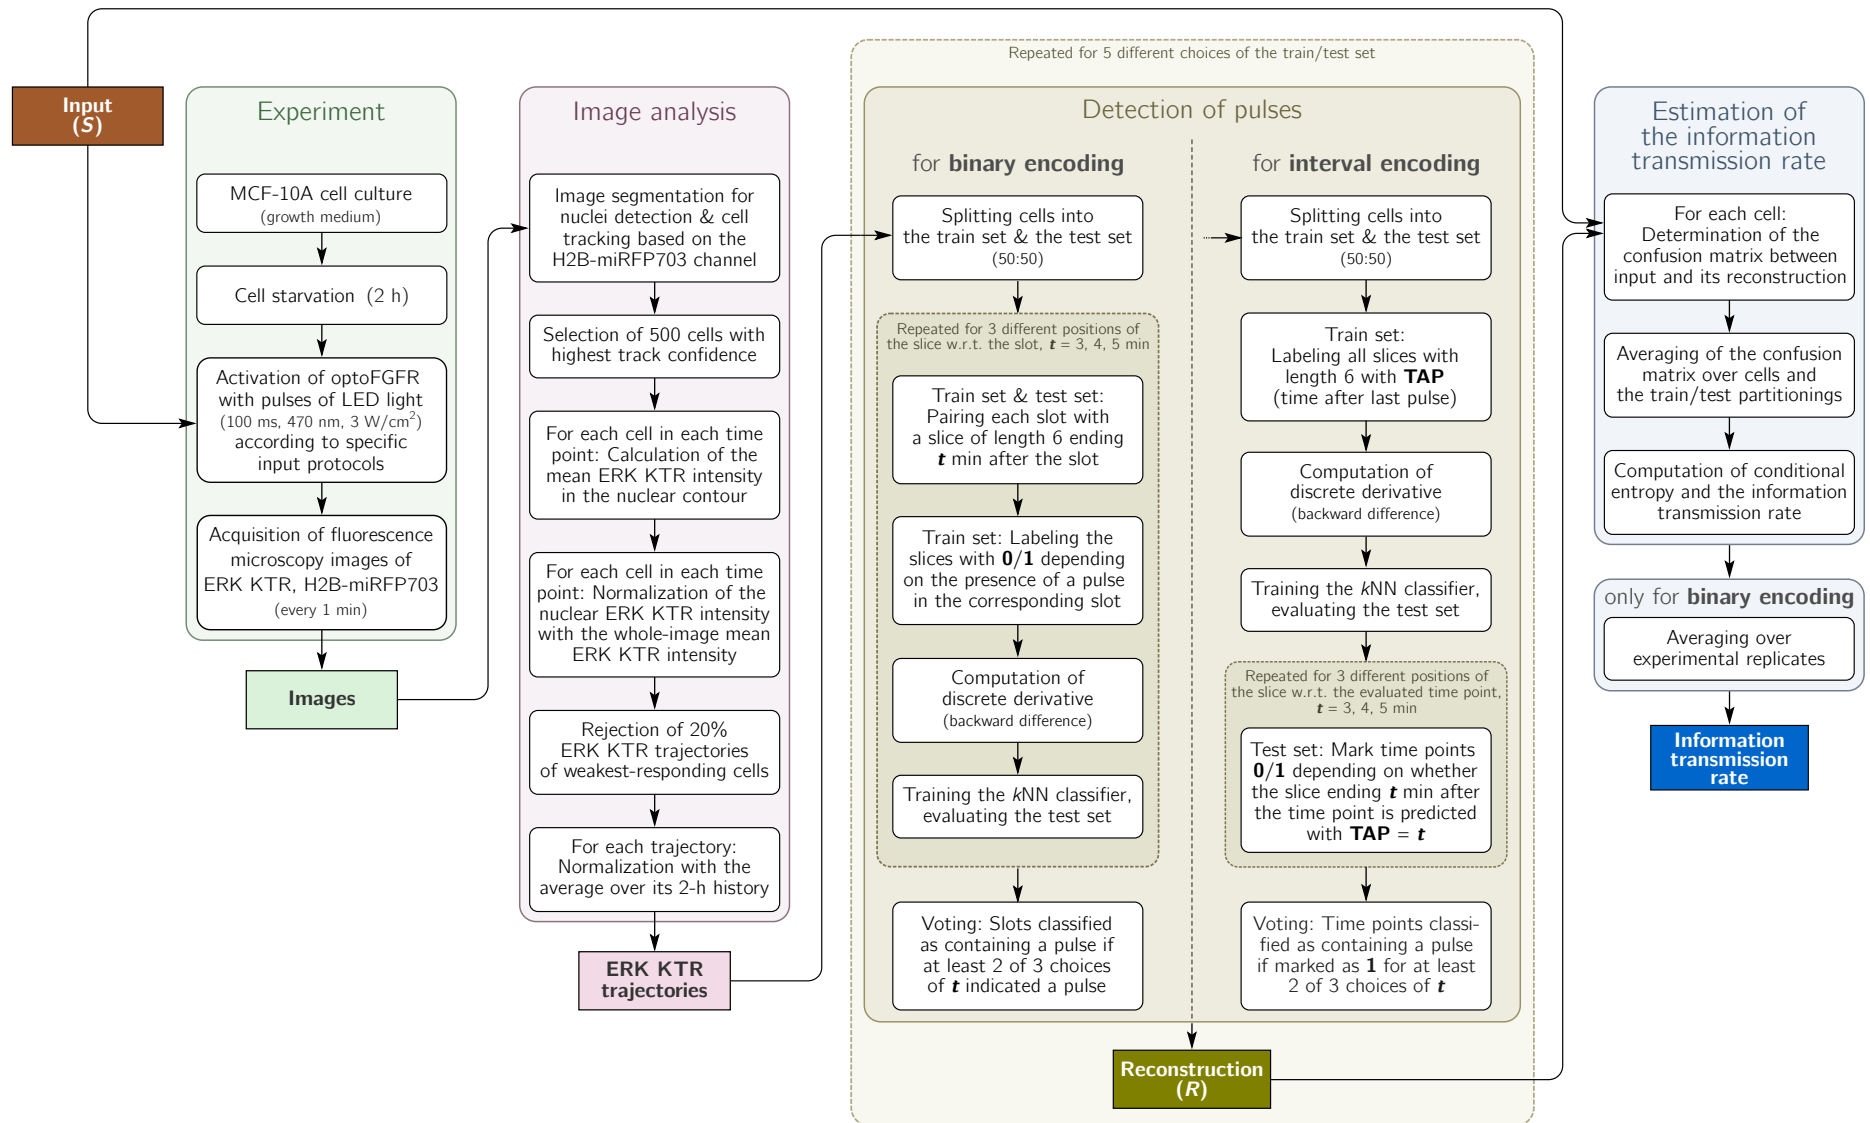 Input
(S)
Experiment
MCF-10A cell culture
(growth medium)
Cell starvation (2 h)
Activation of optoFGFR
with pulses of LED light
(100 ms, 470 nm, 3 W/cm²)
according to specific
input protocols
Acquisition of fluorescence
microscopy images of
ERK KTR, H2B-miRFP703
(every 1 min)
Images
Image analysis
Image segmentation for
nuclei detection & cell
tracking based on the
H2B-miRFP703 channel
Selection of 500 cells with
highest track confidence
For each cell in each time
point: Calculation of the
mean ERK KTR intensity
in the nuclear contour
For each cell in each time
point: Normalization of the
nuclear ERK KTR intensity
with the whole-image mean
ERK KTR intensity
Rejection of 20%
ERK KTR trajectories
of weakest-responding cells
For each trajectory:
Normalization with the
average over its 2-h history
ERK KTR
trajectories
Repeated for 5 different choices of the train/test set
Detection of pulses
for binary encoding
Splitting cells into
the train set & the test set
(50:50)
Repeated for 3 different positions of
the slice w.r.t. the slot, t = 3, 4, 5 min
Train set & test set:
Pairing each slot with
a slice of length 6 ending
t min after the slot
Train set: Labeling the
slices with 0/1 depending
on the presence of a pulse
in the corresponding slot
Computation of
discrete derivative
(backward difference)
Training the kNN classifier,
evaluating the test set
Voting: Slots classified
as containing a pulse if
at least 2 of 3 choices
of t indicated a pulse
for interval encoding
Splitting cells into
the train set & the test set
(50:50)
Train set:
Labeling all slices with
length 6 with TAP
(time after last pulse)
Computation of
discrete derivative
(backward difference)
Training the kNN classifier,
evaluating the test set
Repeated for 3 different positions of
the slice w.r.t. the evaluated time point,
t = 3, 4, 5 min
Test set: Mark time points
0/1 depending on whether
the slice ending t min after
the time point is predicted
with TAP = t
Voting: Time points classi-
fied as containing a pulse
if marked as 1 for at least
2 of 3 choices of t
Reconstruction
(R)
Estimation of
the information
transmission rate
For each cell:
Determination of the
confusion matrix between
input and its reconstruction
Averaging of the confusion
matrix over cells and
the train/test partitionings
Computation of conditional
entropy and the information
transmission rate
only for binary encoding
Averaging over
experimental replicates
Information
transmission
rate